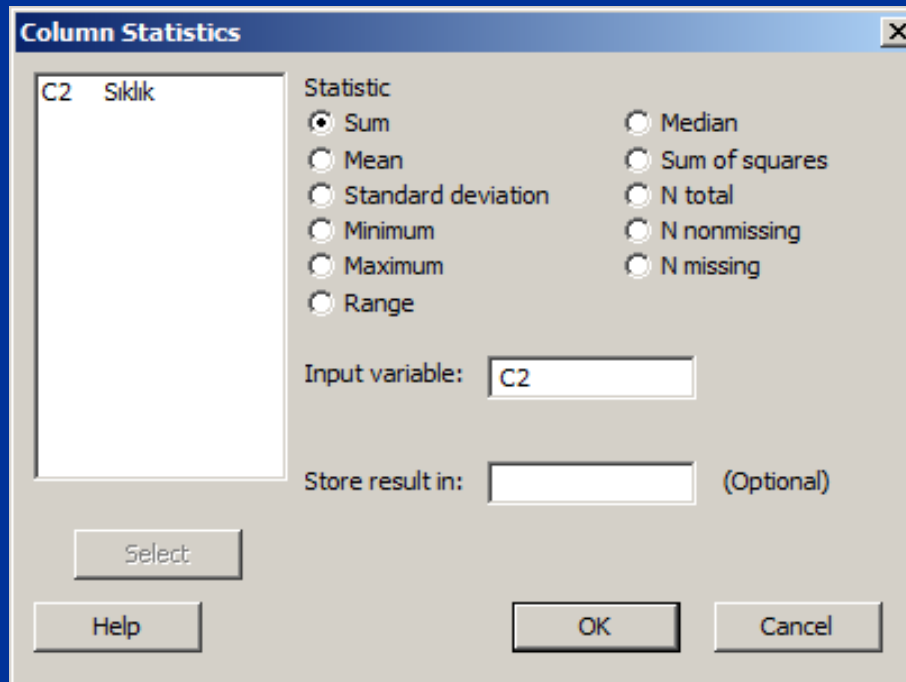 Column Statistics
C2 Sıklık
Statistic
Sum
Mean
Standard deviation
Minimum
Maximum
Range
Median
Sum of squares
N total
N nonmissing
N missing
Input variable: C2
Store result in: (Optional)
Select
Help OK Cancel